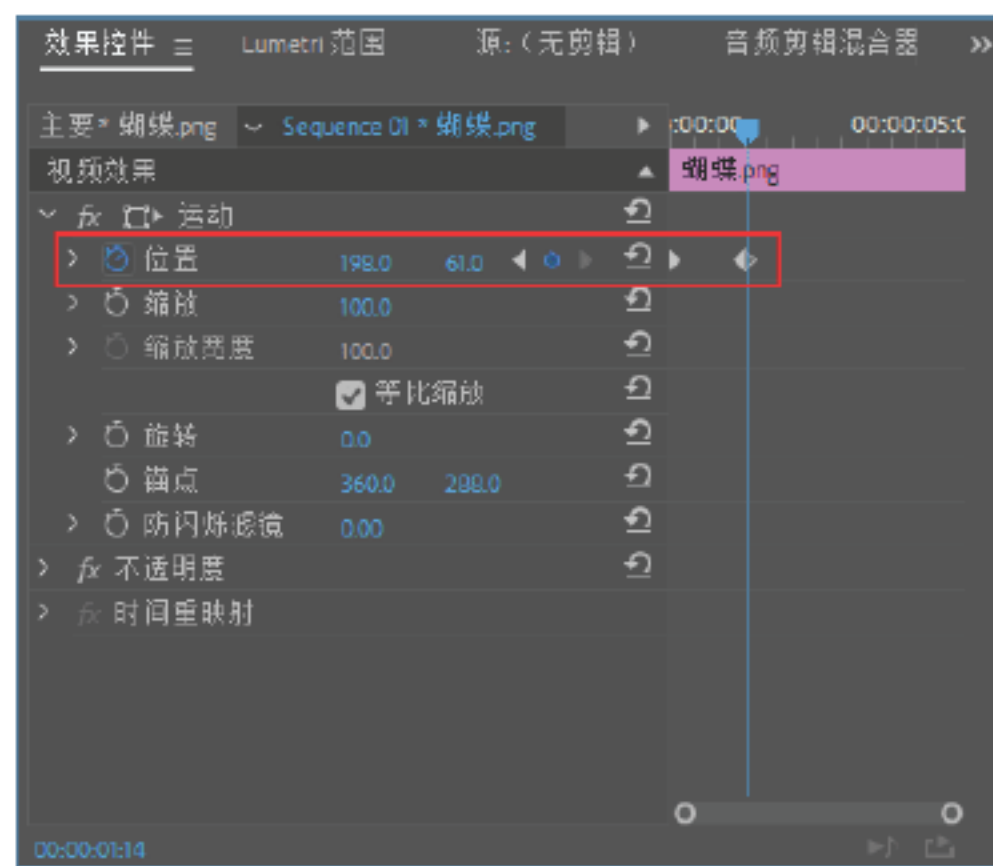 效果控件 Lumetri 范围 源:(无剪辑) 音频剪辑混合器 »
主要* 蝴蝶.png Sequence 01 * 蝴蝶.png :00:00 00:00:05:0
视频效果 蝴蝶.png
fx 运动
位置 198.0 61.0
缩放 100.0
缩放宽度 100.0
等比缩放
旋转 0.0
锚点 360.0 288.0
防闪烁滤镜 0.00
fx 不透明度
fx 时间重映射
00:00:01:14